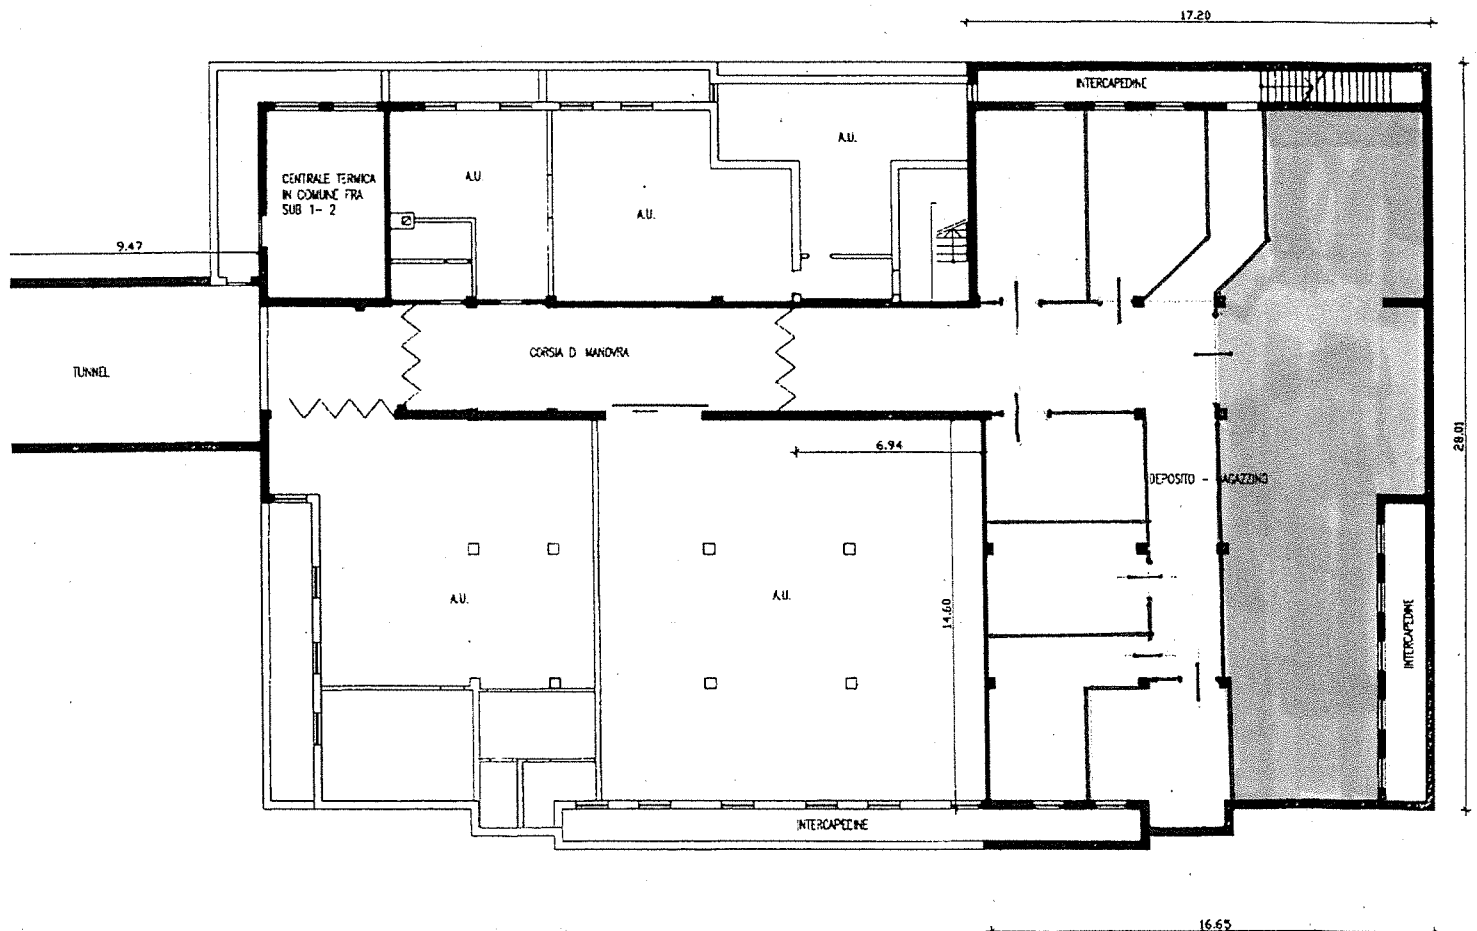 17.20
INTERCAPEDINE
A.U.
CENTRALE TERMICA
IN COMUNE FRA
SUB 1- 2
A.U.
A.U.
9.47
CORSIA D MANOVRA
TUNNEL
6.94
28.01
DEPOSITO - MAGAZZINO
14.60
A.U.
A.U.
INTERCAPEDINE
INTERCAPEDINE
16.65